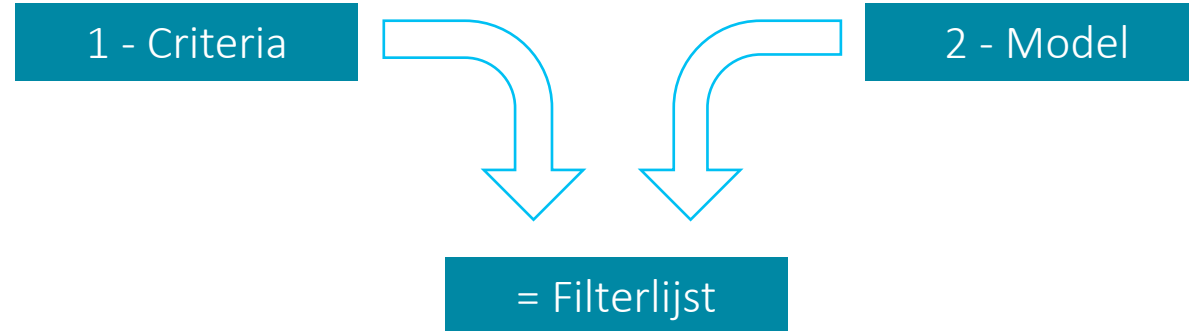 1 - Criteria
2 - Model
= Filterlijst